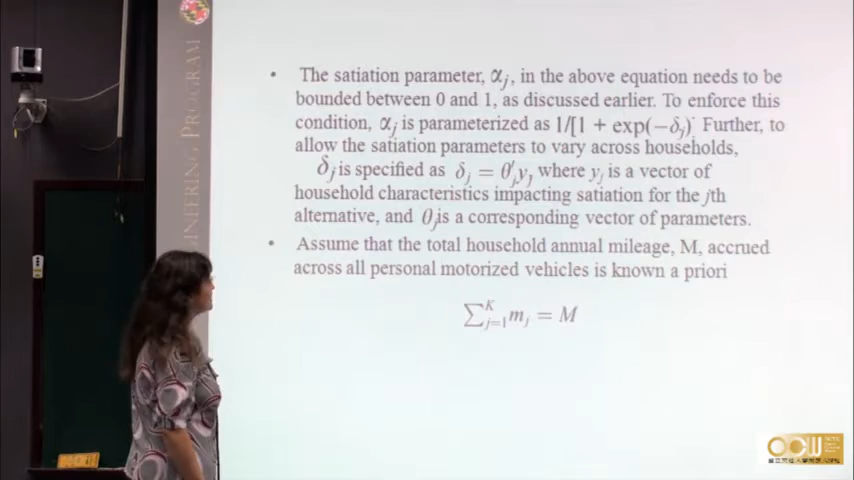 NGINEERING PROGRAM
• The satiation parameter, αj, in the above equation needs to be
bounded between 0 and 1, as discussed earlier. To enforce this
condition, αj is parameterized as 1/[1 + exp(−δj) Further, to
allow the satiation parameters to vary across households,
δj is specified as δj = θ′jyj where yj is a vector of
household characteristics impacting satiation for the jth
alternative, and θj is a corresponding vector of parameters.
• Assume that the total household annual mileage, M, accrued
across all personal motorized vehicles is known a priori
∑Kj=1 mj = M
OCW